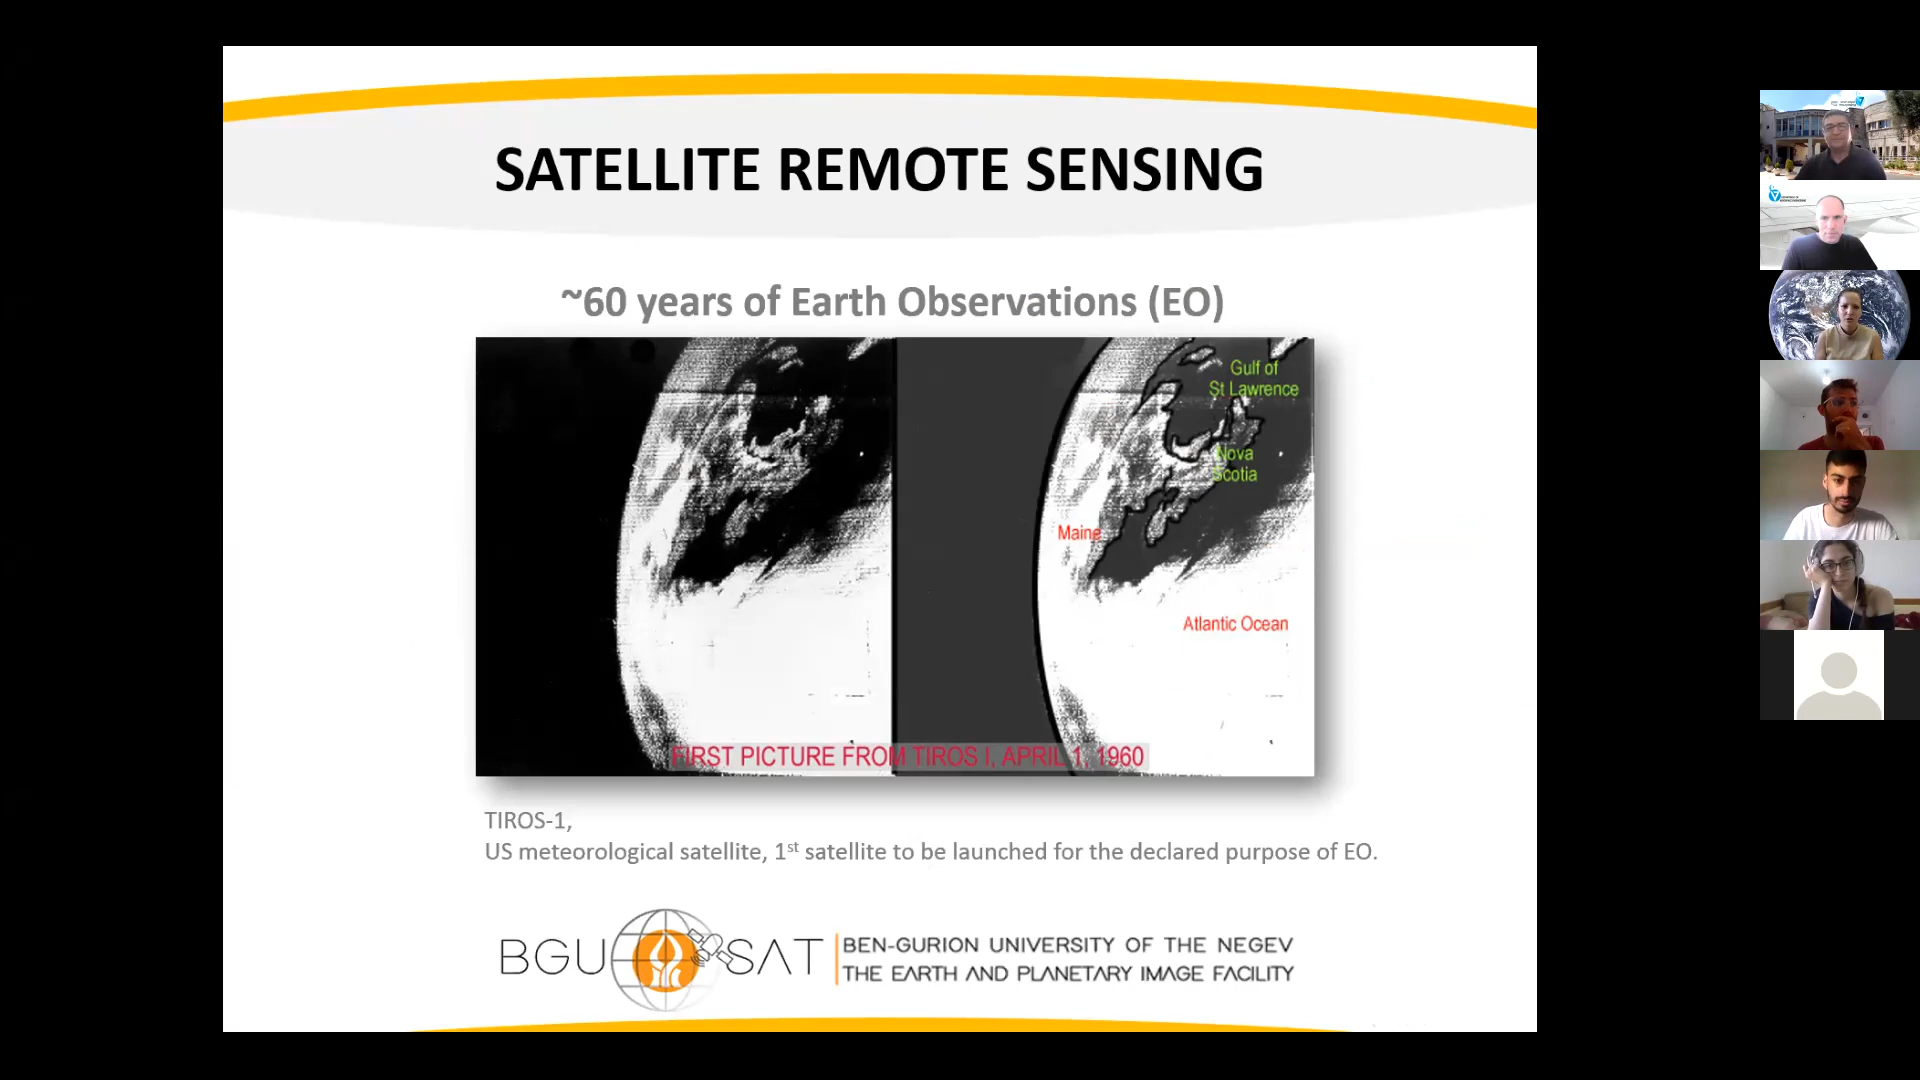 SATELLITE REMOTE SENSING
~60 years of Earth Observations (EO)
Gulf of
St Lawrence
Nova
Scotia
Maine
Atlantic Ocean
FIRST PICTURE FROM TIROS I, APRIL 1, 1960
TIROS-1,
US meteorological satellite, 1st satellite to be launched for the declared purpose of EO.
BGU SAT
BEN-GURION UNIVERSITY OF THE NEGEV
THE EARTH AND PLANETARY IMAGE FACILITY